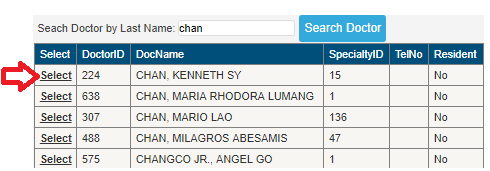 Seach Doctor by Last Name: chan Search Doctor
Select DoctorID DocName SpecialtyID TelNo Resident
Select 224 CHAN, KENNETH SY 15 No
Select 638 CHAN, MARIA RHODORA LUMANG 1 No
Select 307 CHAN, MARIO LAO 136 No
Select 488 CHAN, MILAGROS ABESAMIS 47 No
Select 575 CHANGCO JR., ANGEL GO 1 No